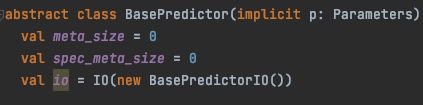 abstract class BasePredictor(implicit p: Parameters)
val meta_size = 0
val spec_meta_size = 0
val io = IO(new BasePredictorIO())